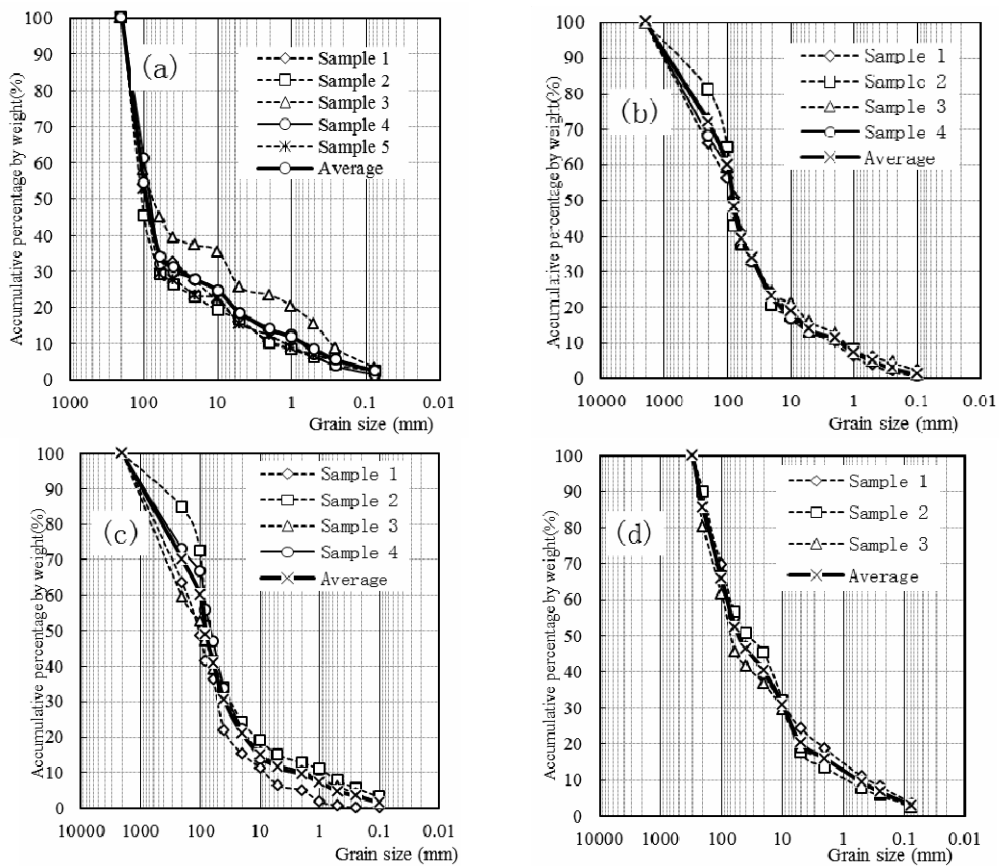 (a)
Accumulative percentage by weight(%)
100
90
80
70
60
50
40
30
20
10
0
Sample 1
Sample 2
Sample 3
Sample 4
Sample 5
Average
1000 100 10 1 0.1 0.01
Grain size (mm)
(b)
Accumulative percentage by weight(%)
100
90
80
70
60
50
40
30
20
10
0
Sample 1
Sample 2
Sample 3
Sample 4
Average
10000 1000 100 10 1 0.1 0.01
Grain size (mm)
(c)
Accumulative percentage by weight(%)
100
90
80
70
60
50
40
30
20
10
0
Sample 1
Sample 2
Sample 3
Sample 4
Average
10000 1000 100 10 1 0.1 0.01
Grain size (mm)
(d)
Accumulative percentage by weight(%)
100
90
80
70
60
50
40
30
20
10
0
Sample 1
Sample 2
Sample 3
Average
10000 1000 100 10 1 0.1 0.01
Grain size (mm)